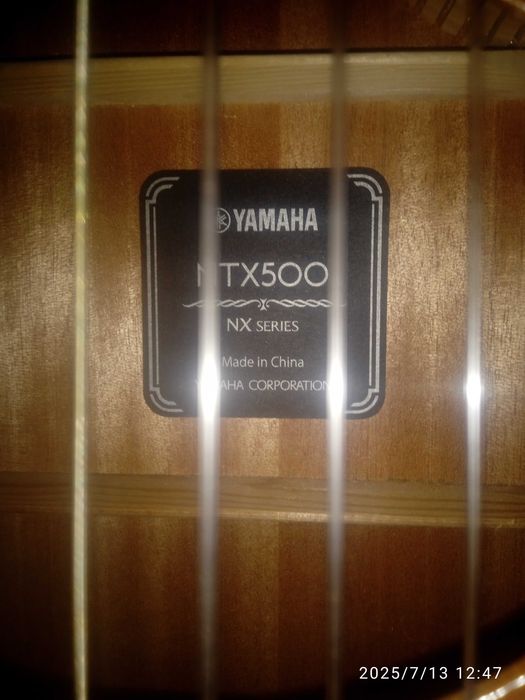 YAMAHA
NTX500
NX SERIES
Made in China
YAMAHA CORPORATION
2025/7/13 12:47